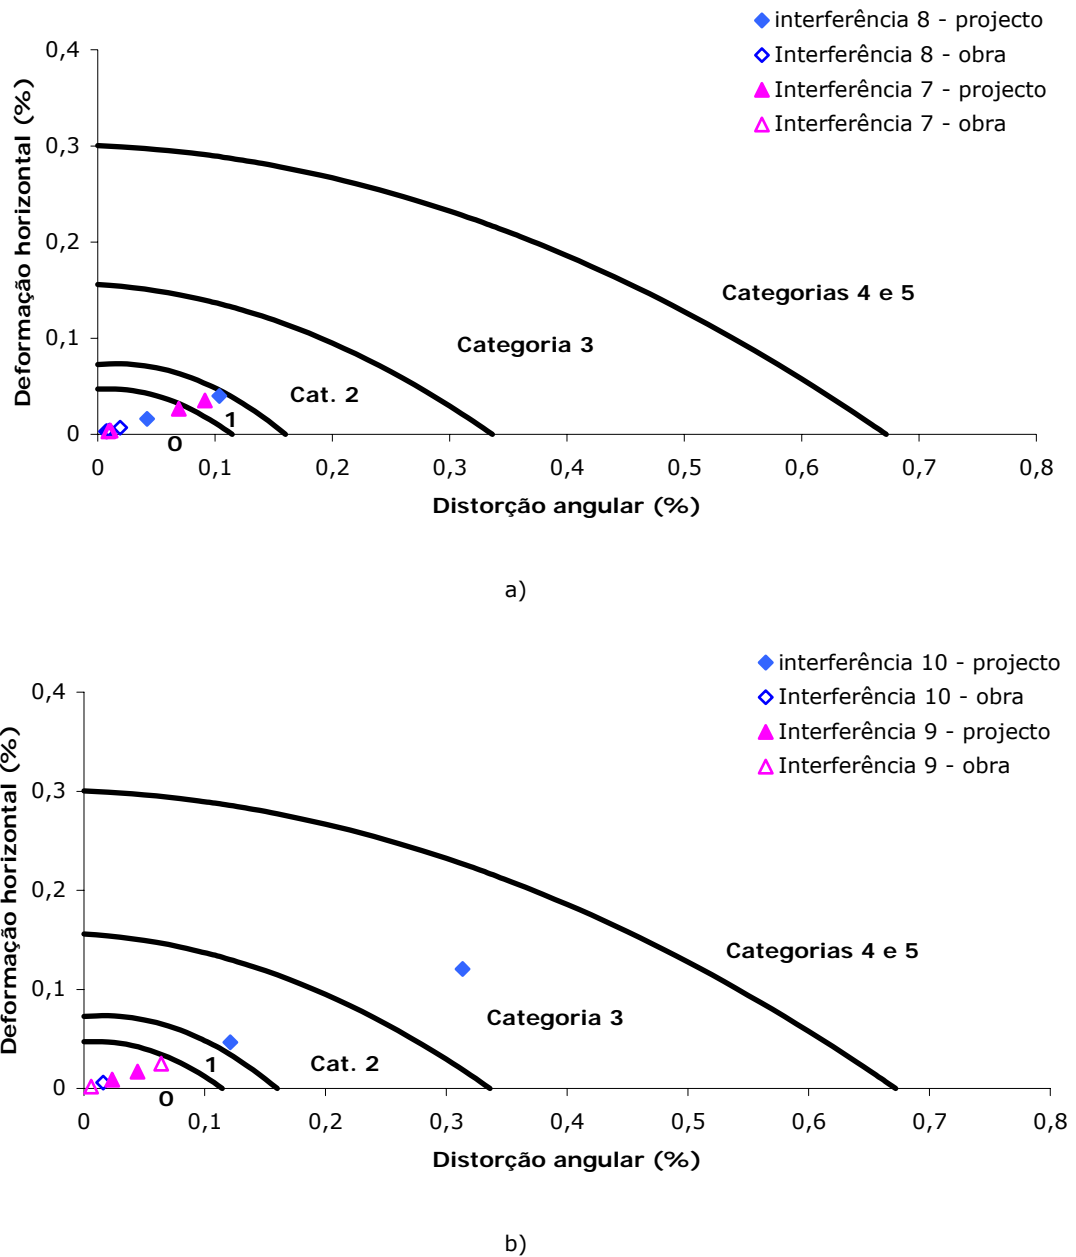 interferência 8 - projecto
Interferência 8 - obra
Interferência 7 - projecto
Interferência 7 - obra
0,4
0,3
0,2
0,1
0
Deformação horizontal (%)
Categorias 4 e 5
Categoria 3
Cat. 2
1
0
0 0,1 0,2 0,3 0,4 0,5 0,6 0,7 0,8
Distorção angular (%)
a)
interferência 10 - projecto
Interferência 10 - obra
Interferência 9 - projecto
Interferência 9 - obra
0,4
0,3
0,2
0,1
0
Deformação horizontal (%)
Categorias 4 e 5
Categoria 3
Cat. 2
1
0
0 0,1 0,2 0,3 0,4 0,5 0,6 0,7 0,8
Distorção angular (%)
b)